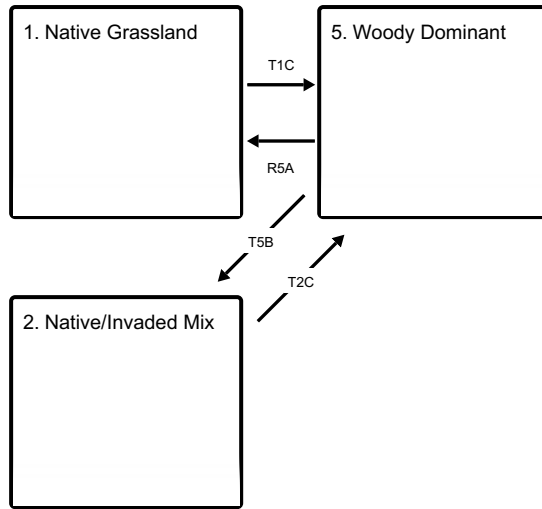 1. Native Grassland
5. Woody Dominant
T1C
R5A
T5B
T2C
2. Native/Invaded Mix